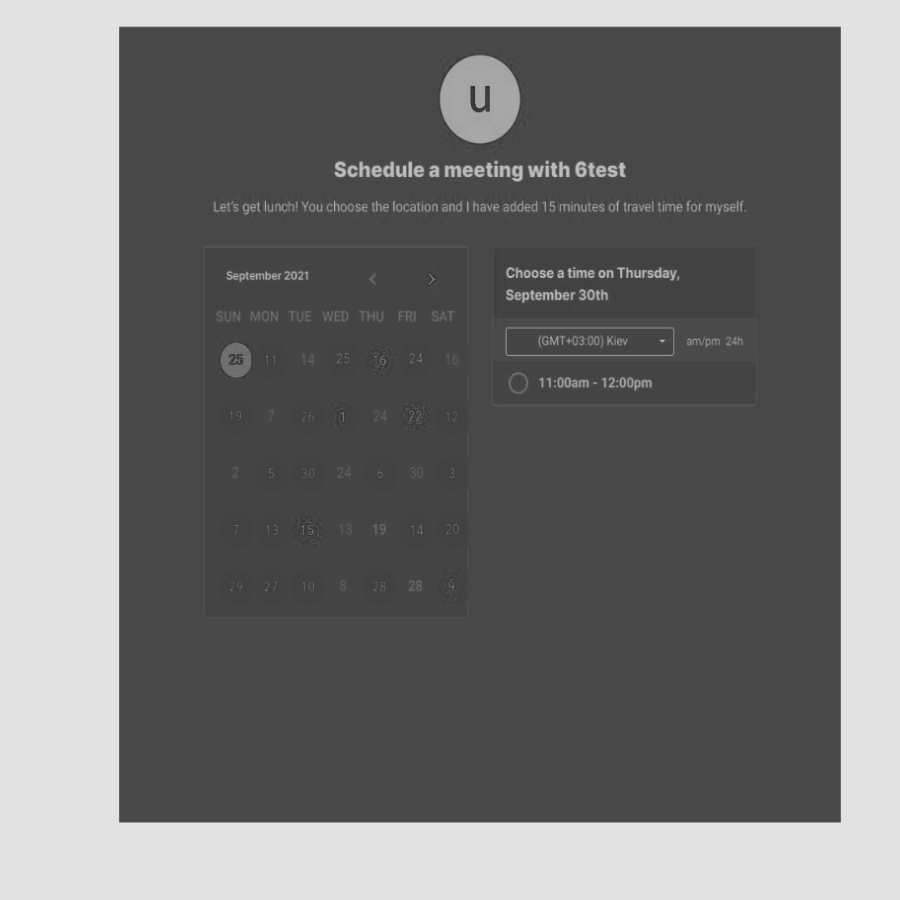 u
Schedule a meeting with 6test
Let's get lunch! You choose the location and I have added 15 minutes of travel time for myself.
September 2021
SUN MON TUE WED THU FRI SAT
25 11 14 25 16 24 16
19 7 26 1 24 22 12
2 5 30 24 5 30 3
7 13 15 13 19 14 20
29 27 10 8 28 28 9
Choose a time on Thursday,
September 30th
(GMT+03:00) Kiev am/pm 24h
11:00am - 12:00pm